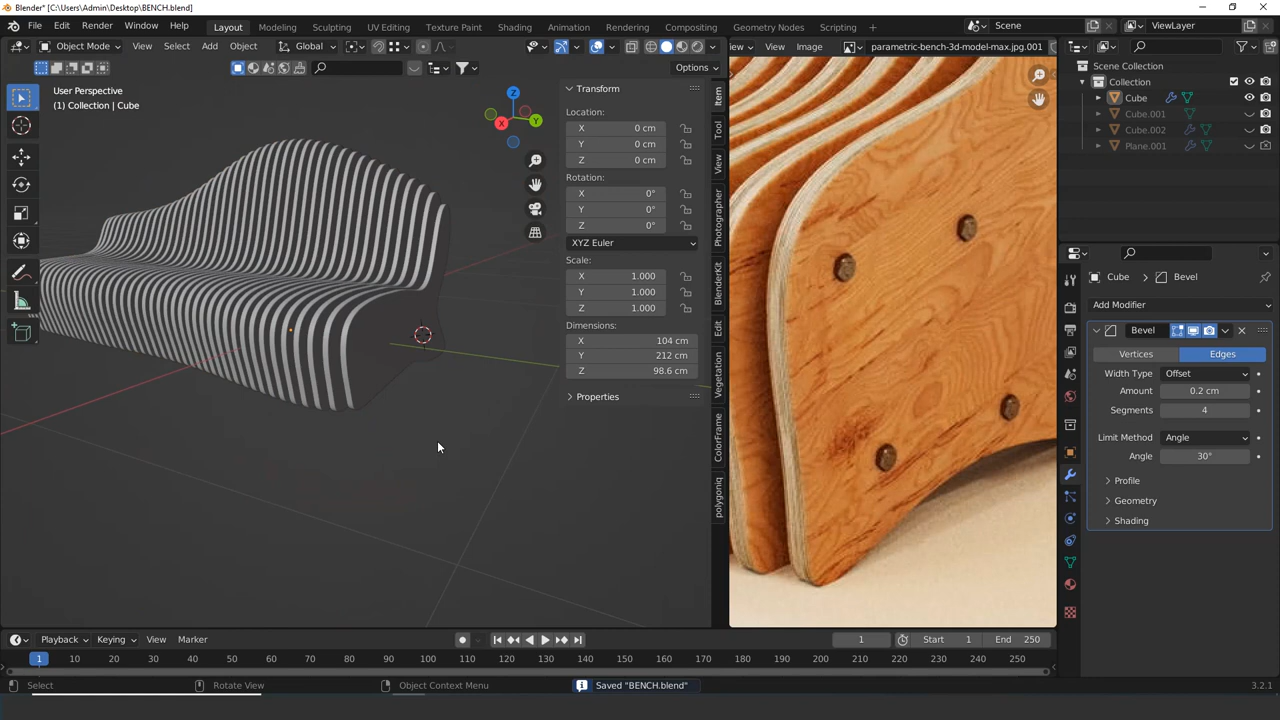 Blender* [C:\Users\Admin\Desktop\BENCH.blend]
File Edit Render Window Help Layout Modeling Sculpting UV Editing Texture Paint Shading Animation Rendering Compositing Geometry Nodes Scripting + Scene ViewLayer
Object Mode View Select Add Object Global View Image parametric-bench-3d-model-max.jpg.001
Options
User Perspective
(1) Collection | Cube
Z
X
Y
Transform
Location:
X 0 cm
Y 0 cm
Z 0 cm
Rotation:
X 0°
Y 0°
Z 0°
XYZ Euler
Scale:
X 1.000
Y 1.000
Z 1.000
Dimensions:
X 104 cm
Y 212 cm
Z 98.6 cm
Properties
Item
Tool
View
Photographer
BlenderKit
Edit
Vegetation
ColorFrame
polygoniq
Scene Collection
Collection
Cube
Cube.001
Cube.002
Plane.001
Cube Bevel
Add Modifier
Bevel
Vertices Edges
Width Type Offset
Amount 0.2 cm
Segments 4
Limit Method Angle
Angle 30°
Profile
Geometry
Shading
Playback Keying View Marker 1 Start 1 End 250
1 10 20 30 40 50 60 70 80 90 100 110 120 130 140 150 160 170 180 190 200 210 220 230 240 250
Select Rotate View Object Context Menu Saved "BENCH.blend" 3.2.1